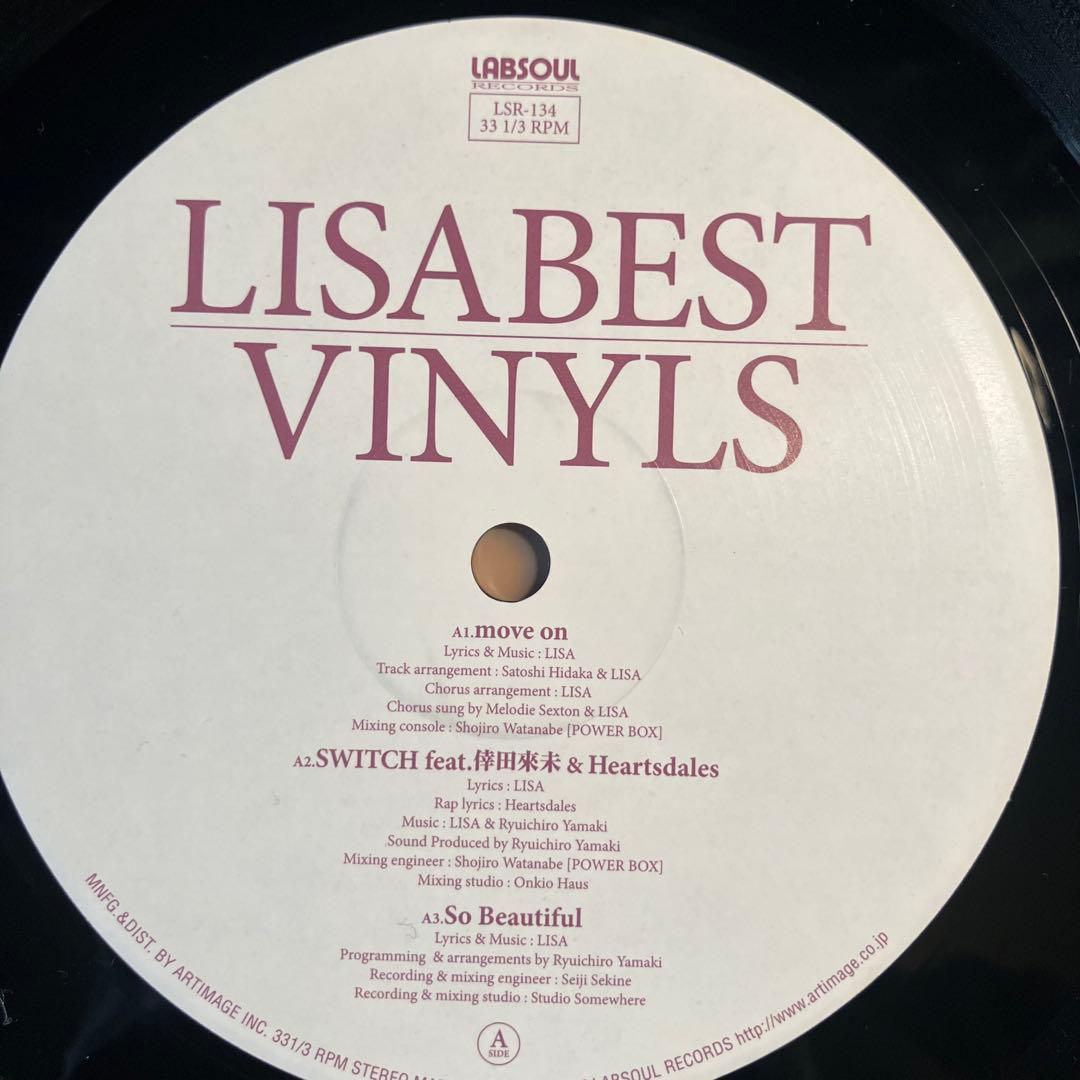 LABSOUL
RECORDS
LSR-134
33 1/3 RPM
LISABEST
VINYLS
A1.move on
Lyrics & Music : LISA
Track arrangement : Satoshi Hidaka & LISA
Chorus arrangement : LISA
Chorus sung by Melodie Sexton & LISA
Mixing console : Shojiro Watanabe [POWER BOX]
A2.SWITCH feat.倖田來未 & Heartsdales
Lyrics : LISA
Rap lyrics : Heartsdales
Music : LISA & Ryuichiro Yamaki
Sound Produced by Ryuichiro Yamaki
Mixing engineer : Shojiro Watanabe [POWER BOX]
Mixing studio : Onkio Haus
A3.So Beautiful
Lyrics & Music : LISA
Programming & arrangements by Ryuichiro Yamaki
Recording & mixing engineer : Seiji Sekine
Recording & mixing studio : Studio Somewhere
A
SIDE
MNFG.&DIST. BY ARTIMAGE INC. 331/3 RPM STEREO LABSOUL RECORDS http://www.artimage.co.jp